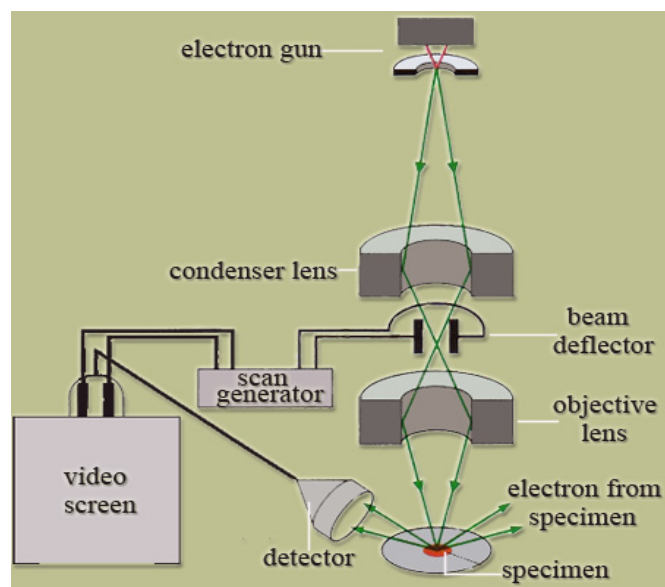 electron gun
condenser lens
beam
deflector
scan
generator
objective
lens
video
screen
electron from
specimen
detector
specimen